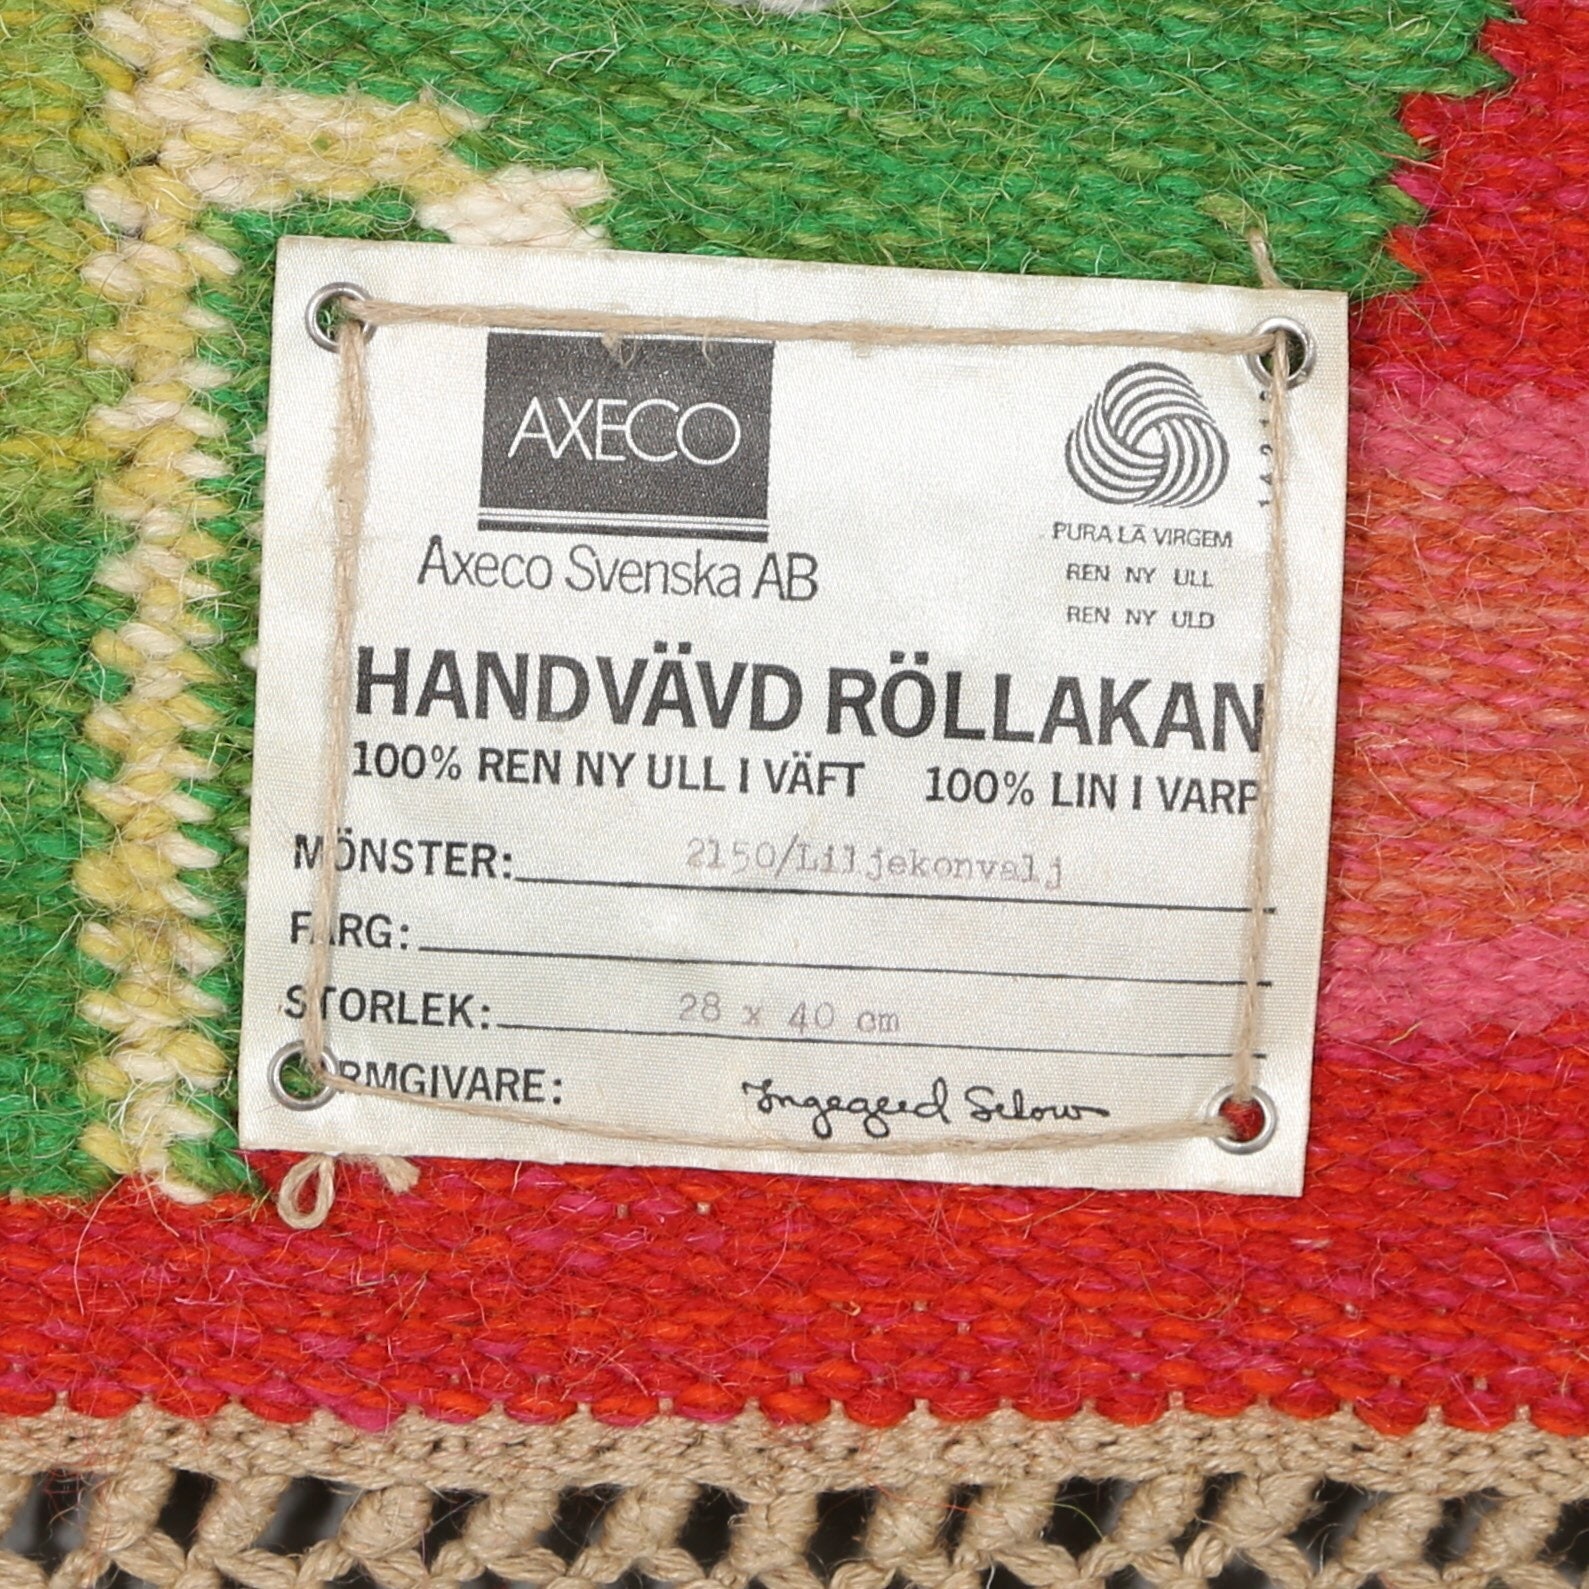 AXECO
Axeco Svenska AB
PURA LÃ VIRGEM
REN NY ULL
REN NY ULD
HANDVÄVD RÖLLAKAN
100% REN NY ULL I VÄFT 100% LIN I VARP
MÖNSTER: 2150/Liljekonvalj
FÄRG:
STORLEK: 28 x 40 cm
FORMGIVARE: Ingegerd Silow